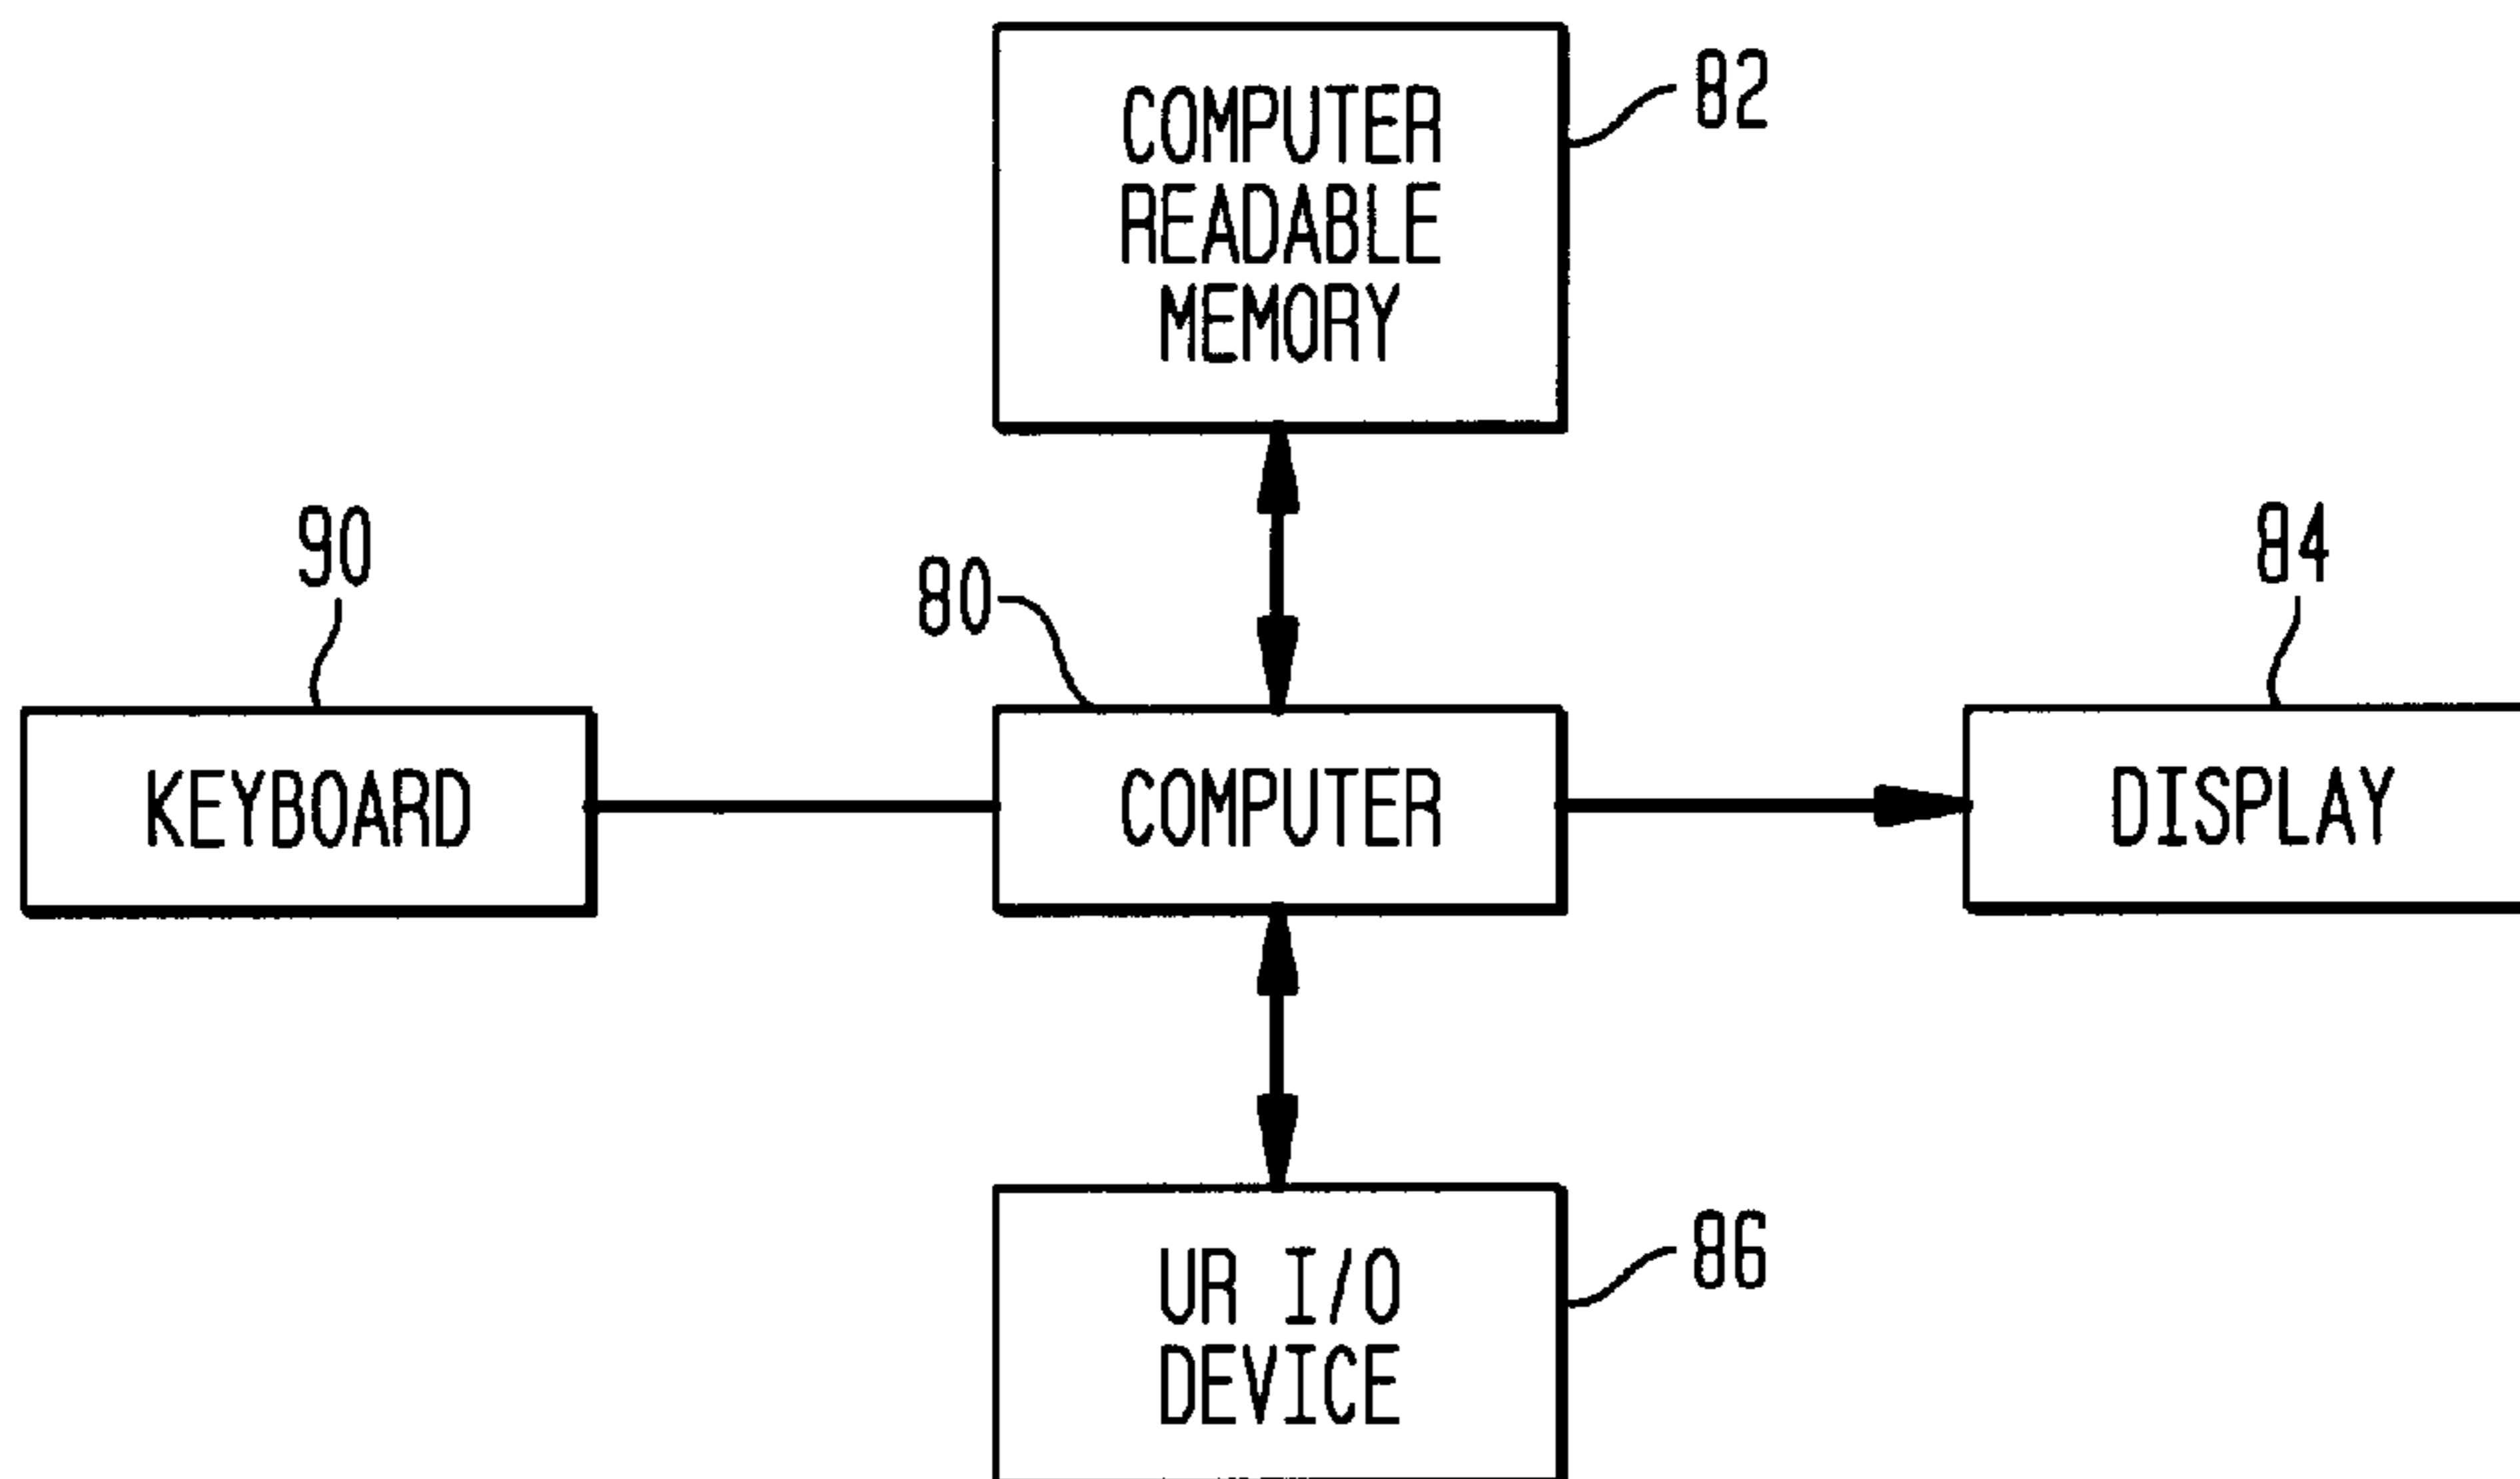 COMPUTER
READABLE
MEMORY
82
90
80
84
KEYBOARD
COMPUTER
DISPLAY
UR I/O
DEVICE
86